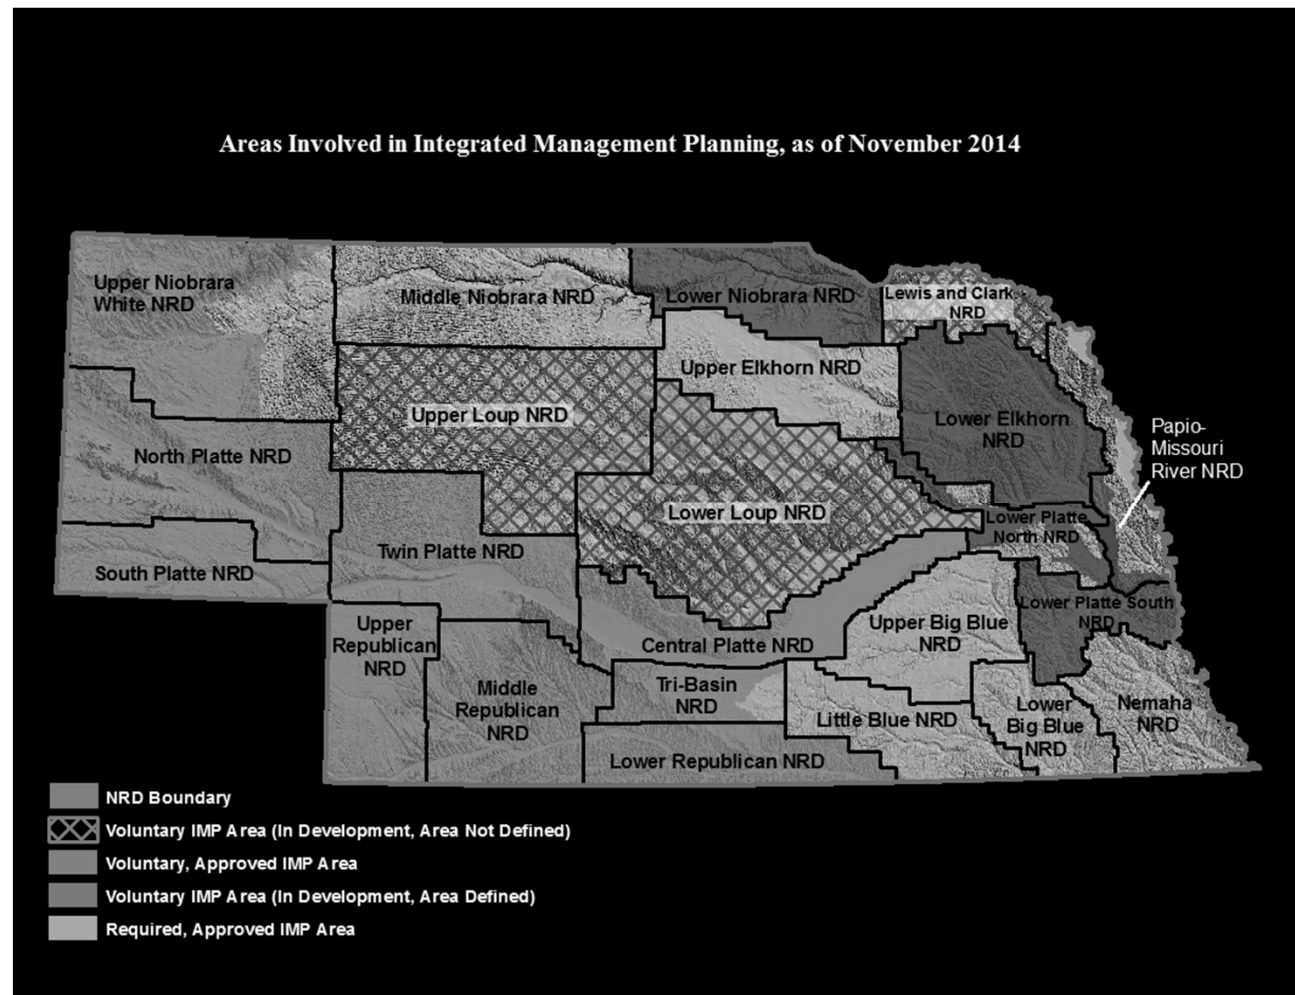 Areas Involved in Integrated Management Planning, as of November 2014
Upper Niobrara
White NRD
Middle Niobrara NRD
Lower Niobrara NRD
Lewis and Clark
NRD
Upper Elkhorn NRD
Upper Loup NRD
Lower Elkhorn
NRD
Papio-
Missouri
River NRD
North Platte NRD
Lower Loup NRD
Lower Platte
North NRD
Twin Platte NRD
South Platte NRD
Lower Platte South
NRD
Upper
Republican
NRD
Central Platte NRD
Upper Big Blue
NRD
Middle
Republican
NRD
Tri-Basin
NRD
Little Blue NRD
Lower
Big Blue
NRD
Nemaha
NRD
Lower Republican NRD
NRD Boundary
Voluntary IMP Area (In Development, Area Not Defined)
Voluntary, Approved IMP Area
Voluntary IMP Area (In Development, Area Defined)
Required, Approved IMP Area